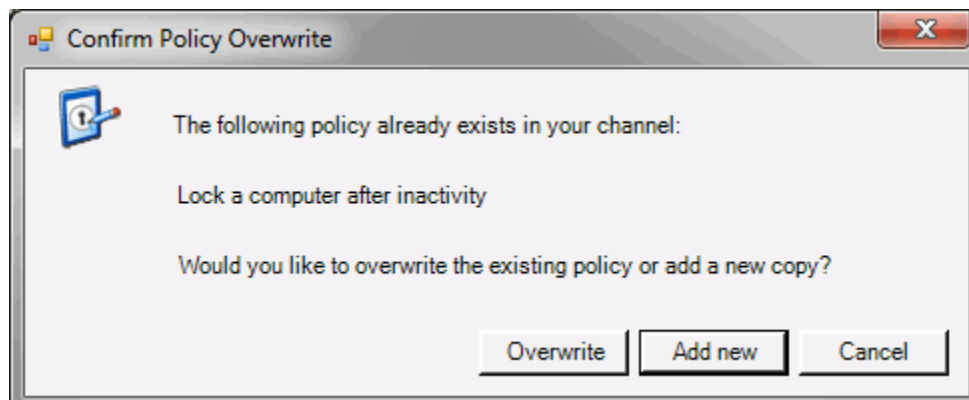 Confirm Policy Overwrite
The following policy already exists in your channel:
Lock a computer after inactivity
Would you like to overwrite the existing policy or add a new copy?
Overwrite Add new Cancel